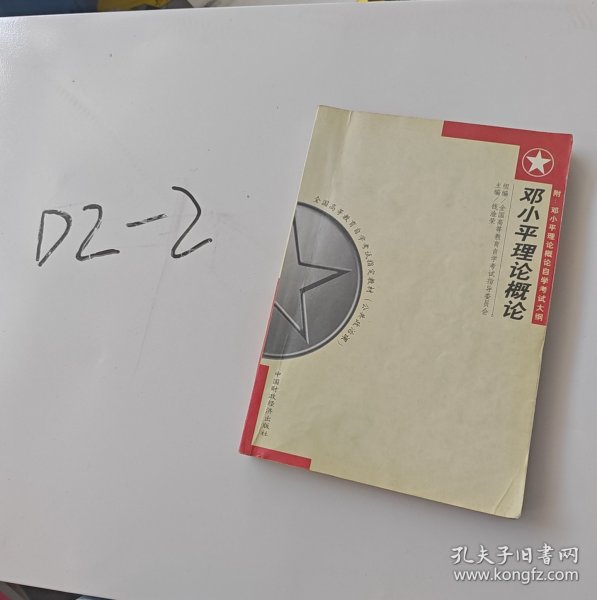 D2-2
附：邓小平理论概论自学考试大纲
邓小平理论概论
组编／全国高等教育自学考试指导委员会
主编／钱淦荣
全国高等教育自学考试指定教材（公共政治课）
中国财政经济出版社
孔夫子旧书网
www.kongfz.com